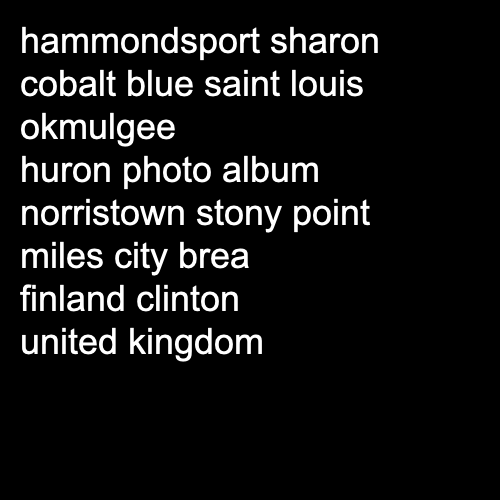 hammondsport sharon
cobalt blue saint louis
okmulgee
huron photo album
norristown stony point
miles city brea
finland clinton
united kingdom